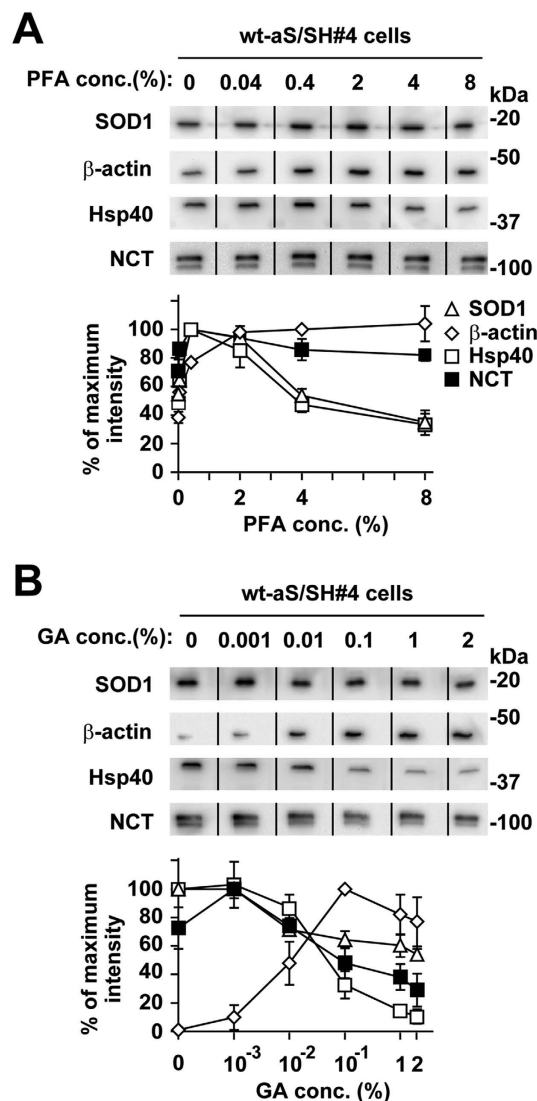 A
wt-aS/SH#4 cells
PFA conc.(%): 0 0.04 0.4 2 4 8
kDa
SOD1 -20
β-actin -50
Hsp40 -37
NCT -100
% of maximum intensity
100
80
60
40
20
0
0 2 4 8
PFA conc. (%)
SOD1
β-actin
Hsp40
NCT
B
wt-aS/SH#4 cells
GA conc.(%): 0 0.001 0.01 0.1 1 2
kDa
SOD1 -20
β-actin -50
Hsp40 -37
NCT -100
% of maximum intensity
100
80
60
40
20
0
0 10⁻³ 10⁻² 10⁻¹ 1 2
GA conc. (%)